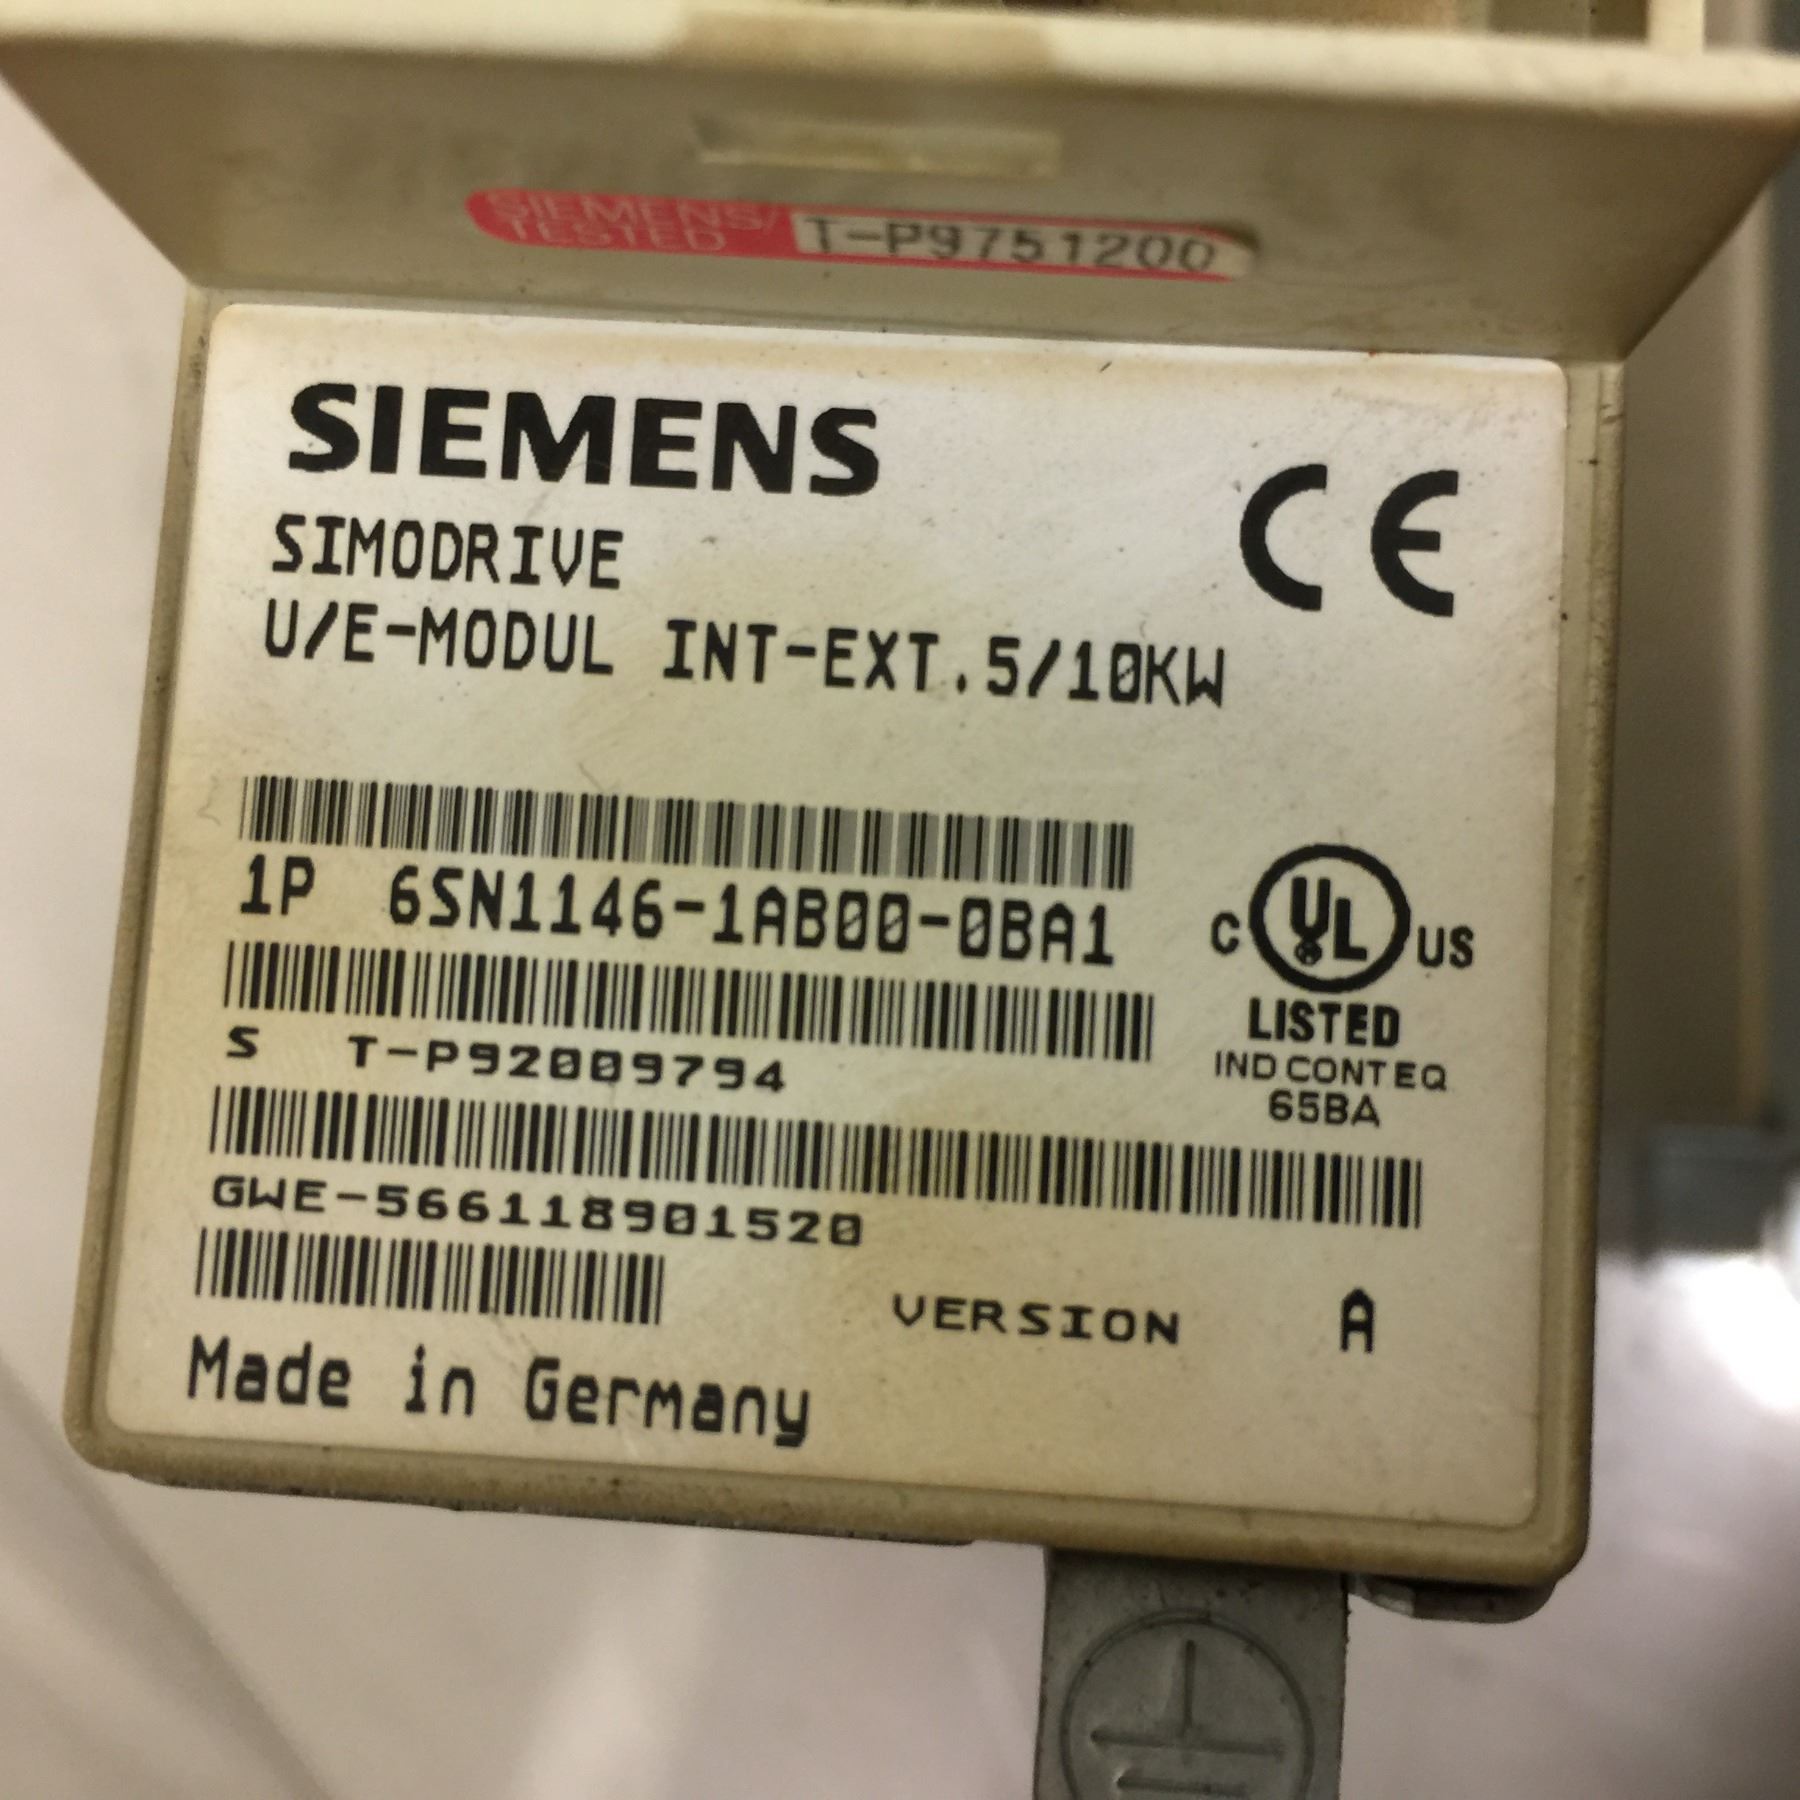 SIEMENS/
TESTED T-P9751200
SIEMENS
CE
SIMODRIVE
U/E-MODUL INT-EXT.5/10KW
1P 6SN1146-1AB00-0BA1
C UL US
LISTED
IND CONT EQ
65BA
S T-P92009794
GWE-566118901520
VERSION A
Made in Germany